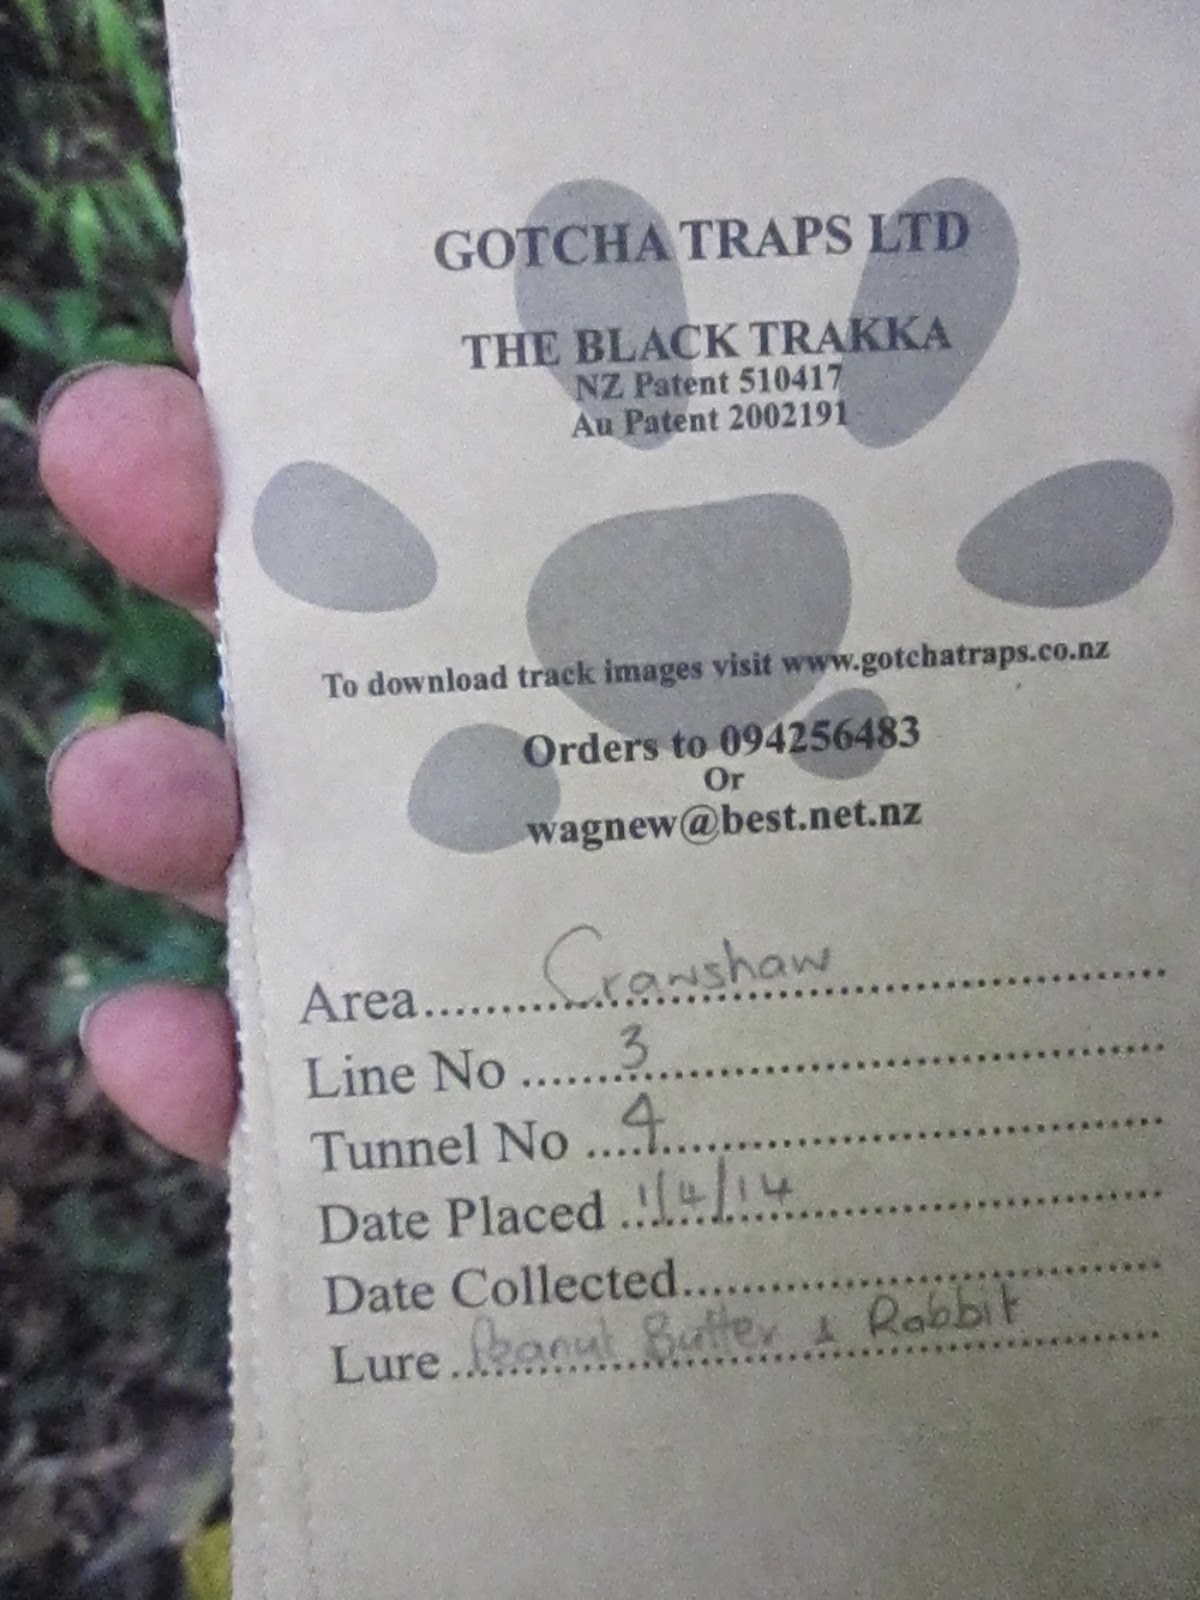 GOTCHA TRAPS LTD
THE BLACK TRAKKA
NZ Patent 510417
Au Patent 2002191
To download track images visit www.gotchatraps.co.nz
Orders to 094256483
Or
wagnew@best.net.nz
Area..........Crawshaw..........
Line No ..........3..........
Tunnel No ..........4..........
Date Placed ..........1/4/14..........
Date Collected....................
Lure ..........Peanut Butter & Rabbit..........